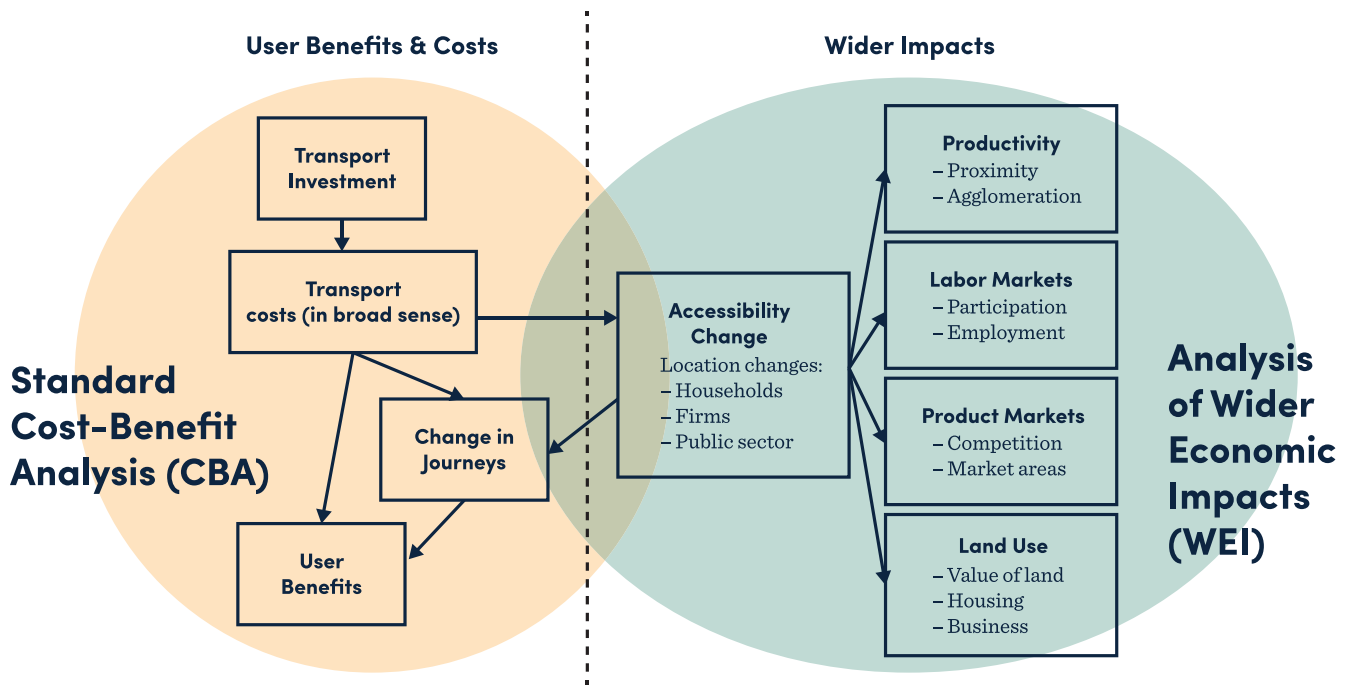 User Benefits & Costs
Wider Impacts
Standard
Cost-Benefit
Analysis (CBA)
Transport
Investment
Transport
costs (in broad sense)
Change in
Journeys
User
Benefits
Accessibility
Change
Location changes:
– Households
– Firms
– Public sector
Productivity
– Proximity
– Agglomeration
Labor Markets
– Participation
– Employment
Product Markets
– Competition
– Market areas
Land Use
– Value of land
– Housing
– Business
Analysis
of Wider
Economic
Impacts
(WEI)